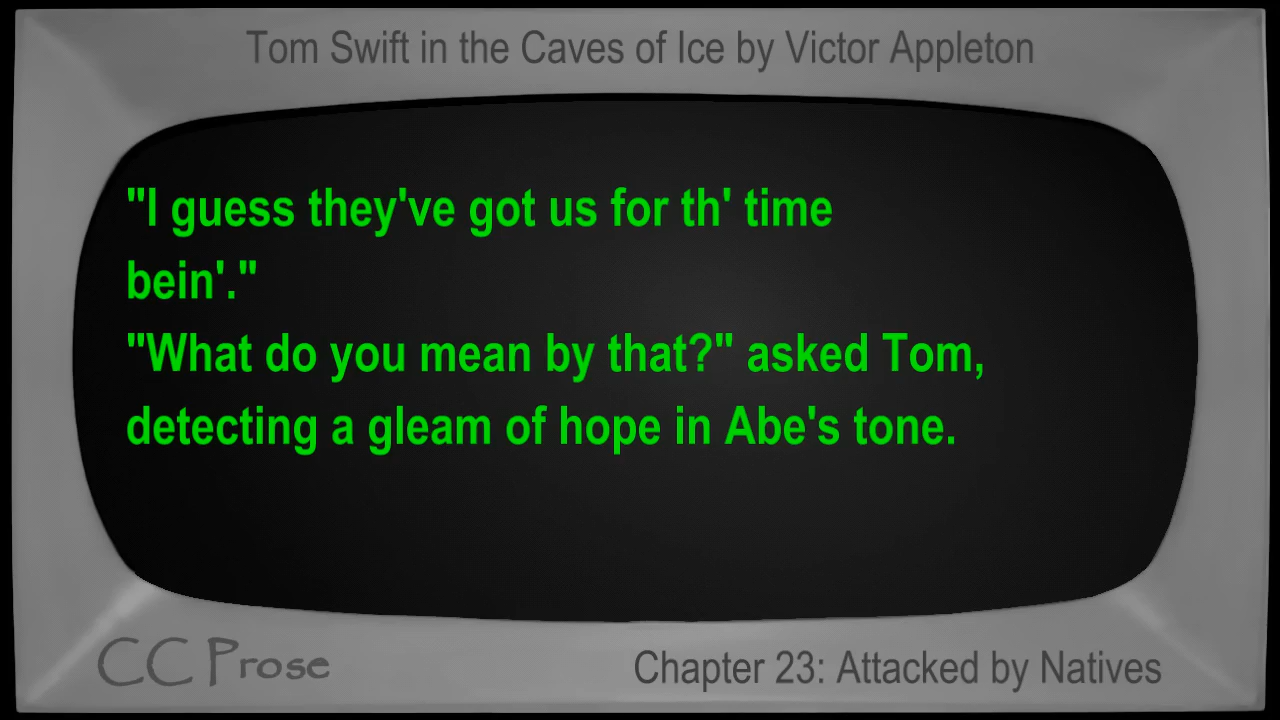 Tom Swift in the Caves of Ice by Victor Appleton
"I guess they've got us for th' time
bein'."
"What do you mean by that?" asked Tom,
detecting a gleam of hope in Abe's tone.
CC Prose
Chapter 23: Attacked by Natives